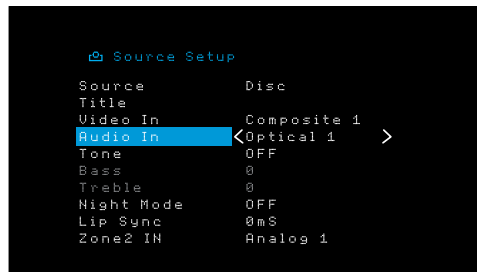 Source Setup
Source Disc
Title
Video In Composite 1
Audio In <Optical 1 >
Tone OFF
Bass 0
Treble 0
Night Mode OFF
Lip Sync 0mS
Zone2 IN Analog 1